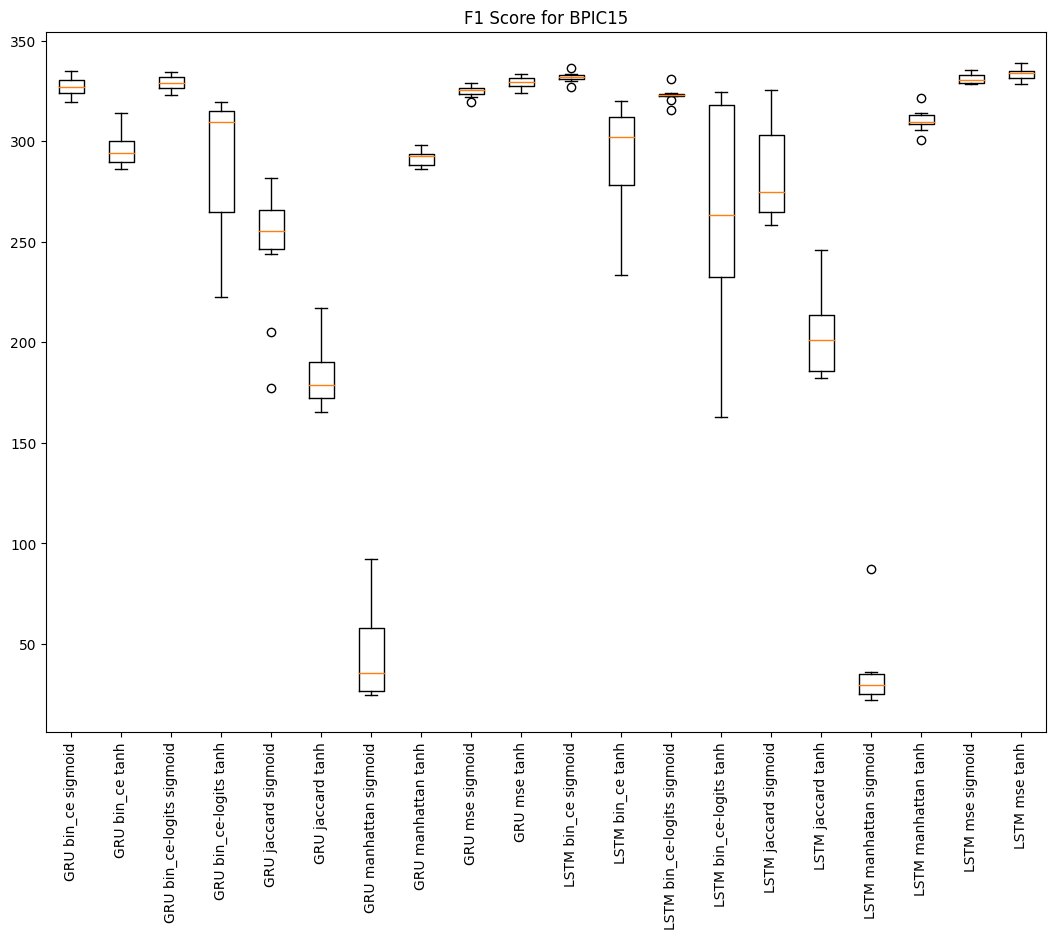 F1 Score for BPIC15
350
300
250
200
150
100
50
GRU bin_ce sigmoid
GRU bin_ce tanh
GRU bin_ce-logits sigmoid
GRU bin_ce-logits tanh
GRU jaccard sigmoid
GRU jaccard tanh
GRU manhattan sigmoid
GRU manhattan tanh
GRU mse sigmoid
GRU mse tanh
LSTM bin_ce sigmoid
LSTM bin_ce tanh
LSTM bin_ce-logits sigmoid
LSTM bin_ce-logits tanh
LSTM jaccard sigmoid
LSTM jaccard tanh
LSTM manhattan sigmoid
LSTM manhattan tanh
LSTM mse sigmoid
LSTM mse tanh